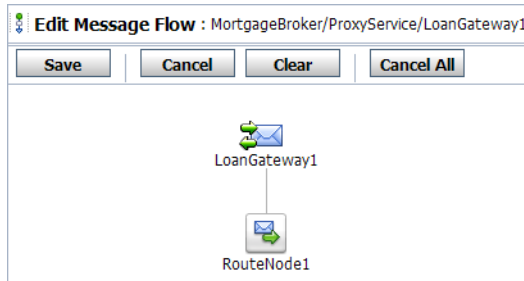 Edit Message Flow : MortgageBroker/ProxyService/LoanGateway1
Save Cancel Clear Cancel All
LoanGateway1
RouteNode1